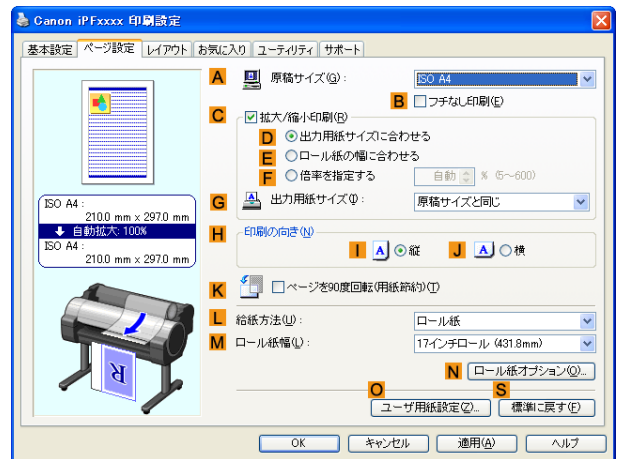 Canon iPFxxxx 印刷設定
基本設定 ページ設定 レイアウト お気に入り ユーティリティ サポート
A 原稿サイズ(G): ISO A4
B フチなし印刷(E)
C 拡大/縮小印刷(R)
D 出力用紙サイズに合わせる
E ロール紙の幅に合わせる
F 倍率を指定する 自動 % (5～600)
G 出力用紙サイズ(I): 原稿サイズと同じ
ISO A4 :
210.0 mm x 297.0 mm
自動拡大: 100%
ISO A4 :
210.0 mm x 297.0 mm
H 印刷の向き(N)
I A 縦 J A 横
K ページを90度回転(用紙節約)(T)
L 給紙方法(U): ロール紙
M ロール紙幅(L): 17インチロール (431.8mm)
R
N ロール紙オプション(O)...
O S
ユーザ用紙設定(Z)... 標準に戻す(F)
OK キャンセル 適用(A) ヘルプ